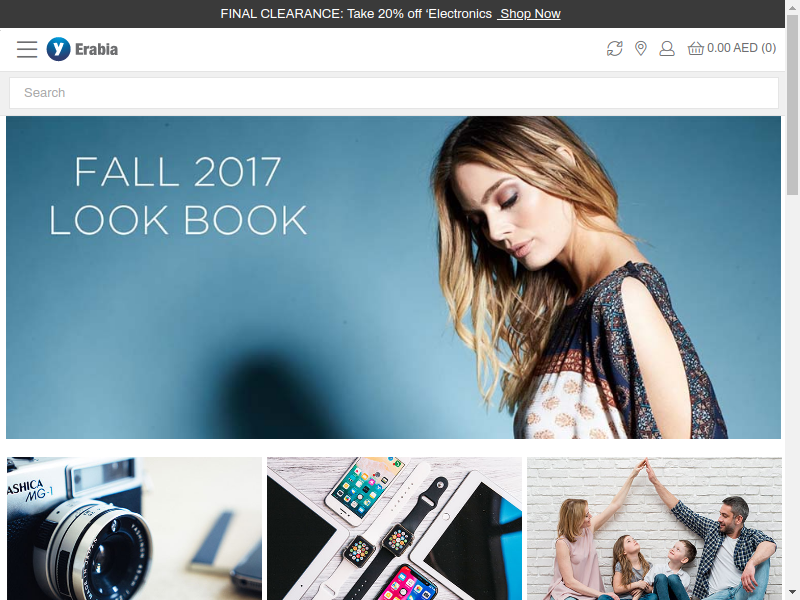 FINAL CLEARANCE: Take 20% off ‘Electronics Shop Now
y Erabia
0.00 AED (0)
Search
FALL 2017
LOOK BOOK
ASHICA
MG-1